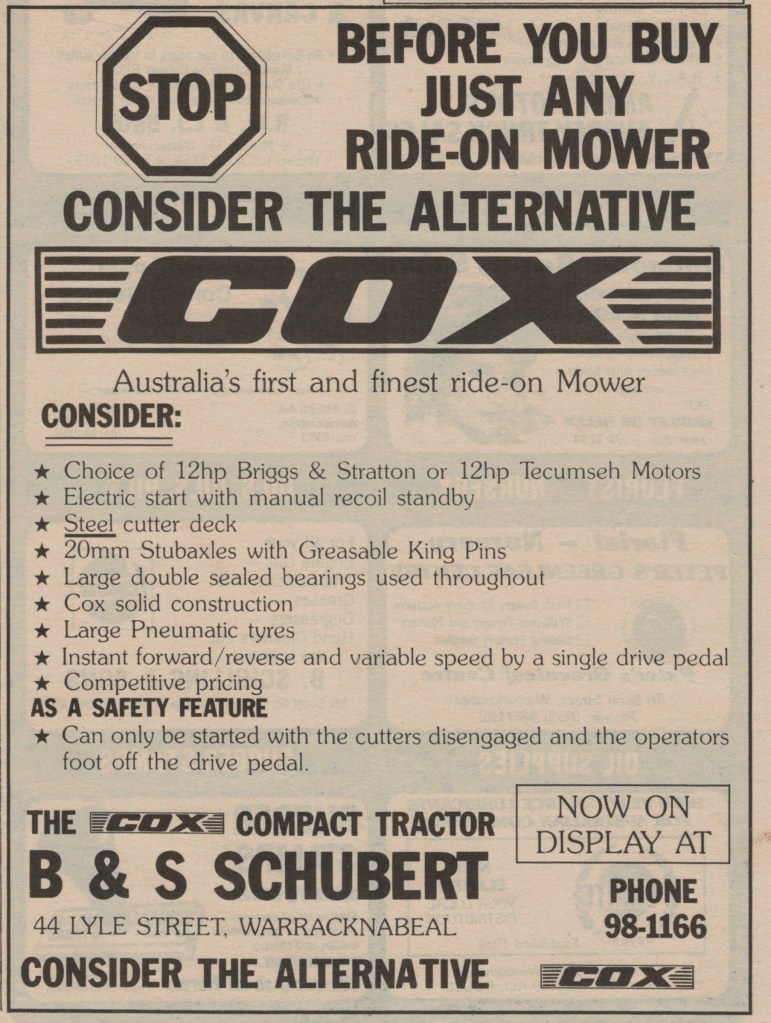 STOP
BEFORE YOU BUY
JUST ANY
RIDE-ON MOWER
CONSIDER THE ALTERNATIVE
COX
Australia's first and finest ride-on Mower
CONSIDER:
★ Choice of 12hp Briggs & Stratton or 12hp Tecumseh Motors
★ Electric start with manual recoil standby
★ Steel cutter deck
★ 20mm Stubaxles with Greasable King Pins
★ Large double sealed bearings used throughout
★ Cox solid construction
★ Large Pneumatic tyres
★ Instant forward/reverse and variable speed by a single drive pedal
★ Competitive pricing
AS A SAFETY FEATURE
★ Can only be started with the cutters disengaged and the operators
foot off the drive pedal.
THE COX COMPACT TRACTOR
B & S SCHUBERT
44 LYLE STREET, WARRACKNABEAL
NOW ON
DISPLAY AT
PHONE
98-1166
CONSIDER THE ALTERNATIVE COX